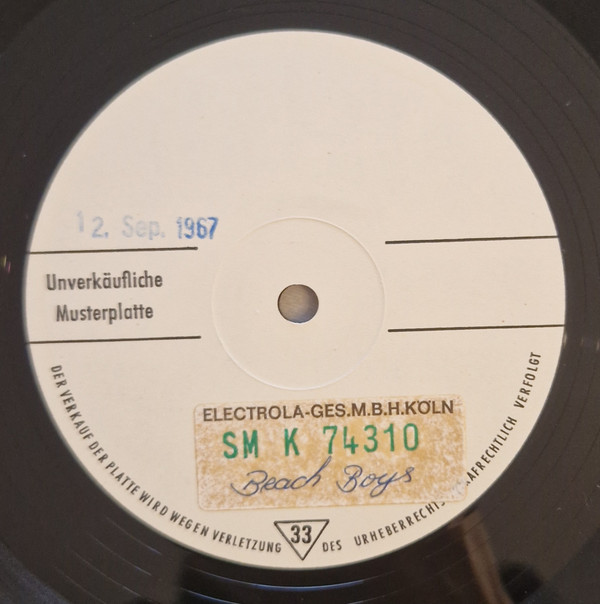 12. Sep. 1967
Unverkäufliche
Musterplatte
ELECTROLA-GES.M.B.H.KÖLN
SM K 74310
Beach Boys
DER VERKAUF DER PLATTE WIRD WEGEN VERLETZUNG DES URHEBERRECHTS RAFRECHTLICH VERFOLGT
33